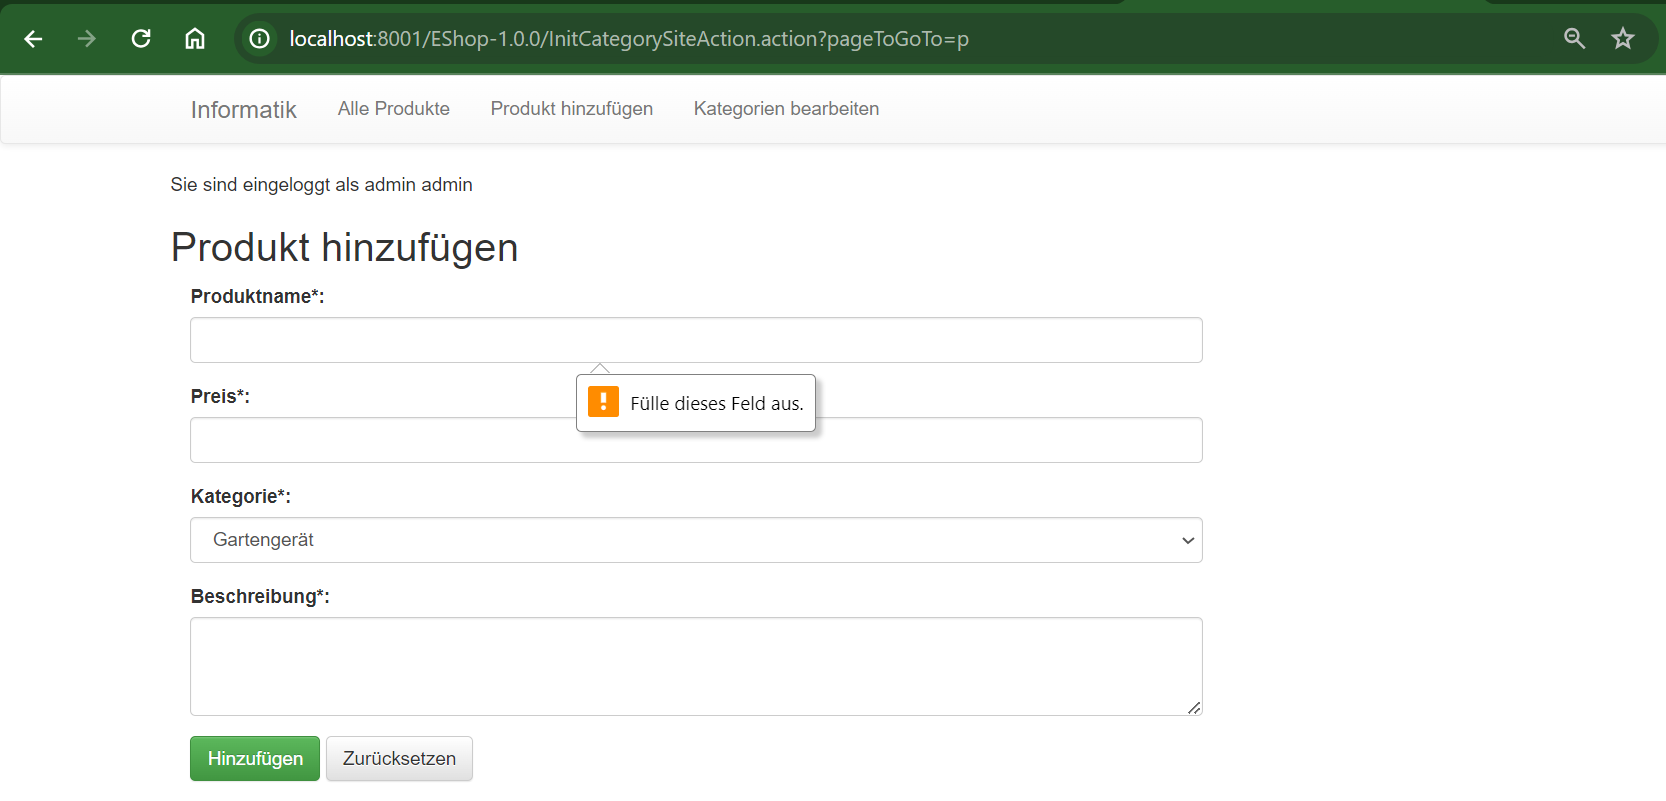 localhost:8001/EShop-1.0.0/InitCategorySiteAction.action?pageToGoTo=p
Informatik Alle Produkte Produkt hinzufügen Kategorien bearbeiten
Sie sind eingeloggt als admin admin
Produkt hinzufügen
Produktname*:
Preis*:
Fülle dieses Feld aus.
Kategorie*:
Gartengerät
Beschreibung*:
Hinzufügen Zurücksetzen